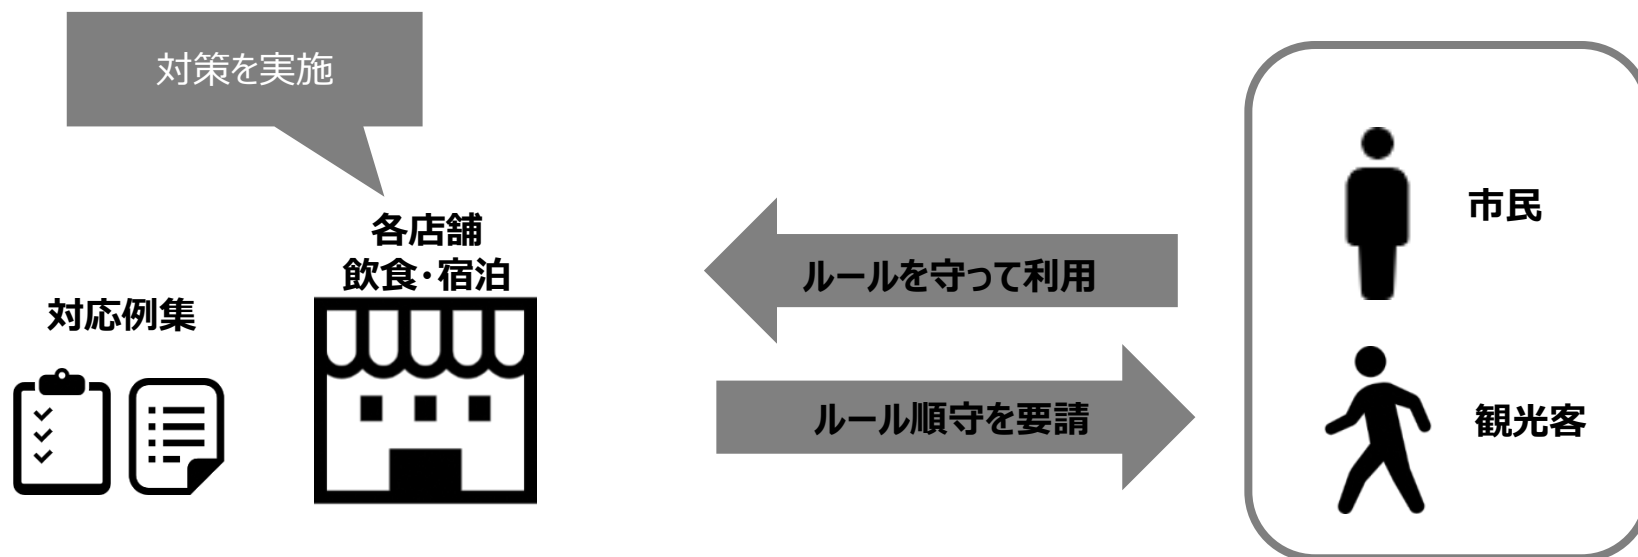 対策を実施
各店舗
飲食・宿泊
対応例集
ルールを守って利用
ルール順守を要請
市民
観光客